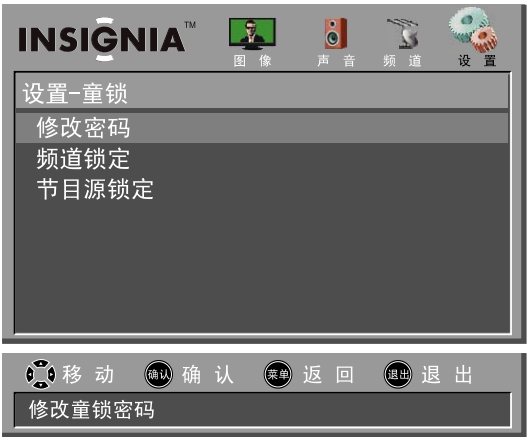 INSIGNIA™
图像 声音 频道 设置
设置-童锁
修改密码
频道锁定
节目源锁定
移动 确认 确认 菜单 返回 退出 退出
修改童锁密码